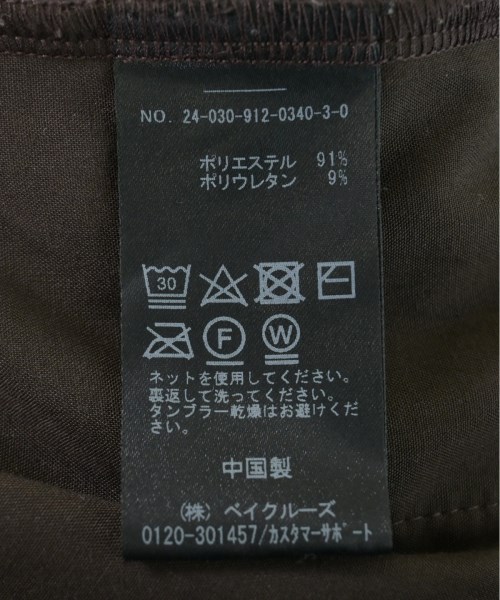 NO. 24-030-912-0340-3-0
ポリエステル 91%
ポリウレタン 9%
30
F W
ネットを使用してください。
裏返して洗ってください。
タンブラー乾燥はお避けくだ
さい。
中国製
(株) ベイクルーズ
0120-301457/カスタマーサポート